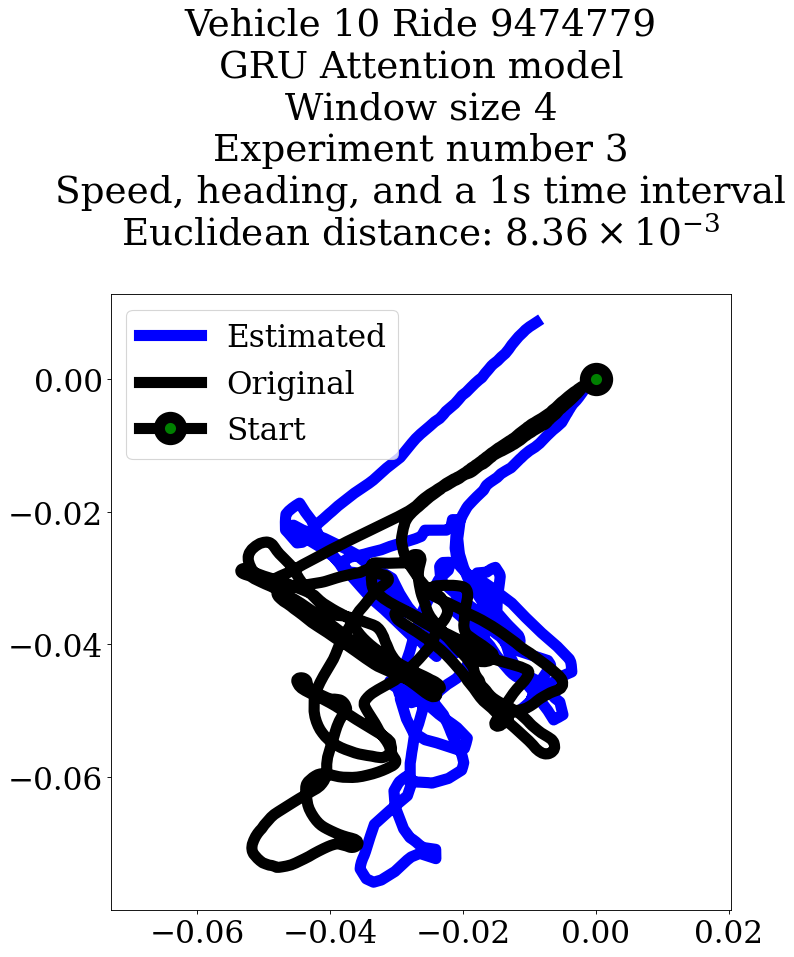 Vehicle 10 Ride 9474779
GRU Attention model
Window size 4
Experiment number 3
Speed, heading, and a 1s time interval
Euclidean distance: 8.36 × 10⁻³
Estimated
Original
Start
0.00
−0.02
−0.04
−0.06
−0.06 −0.04 −0.02 0.00 0.02